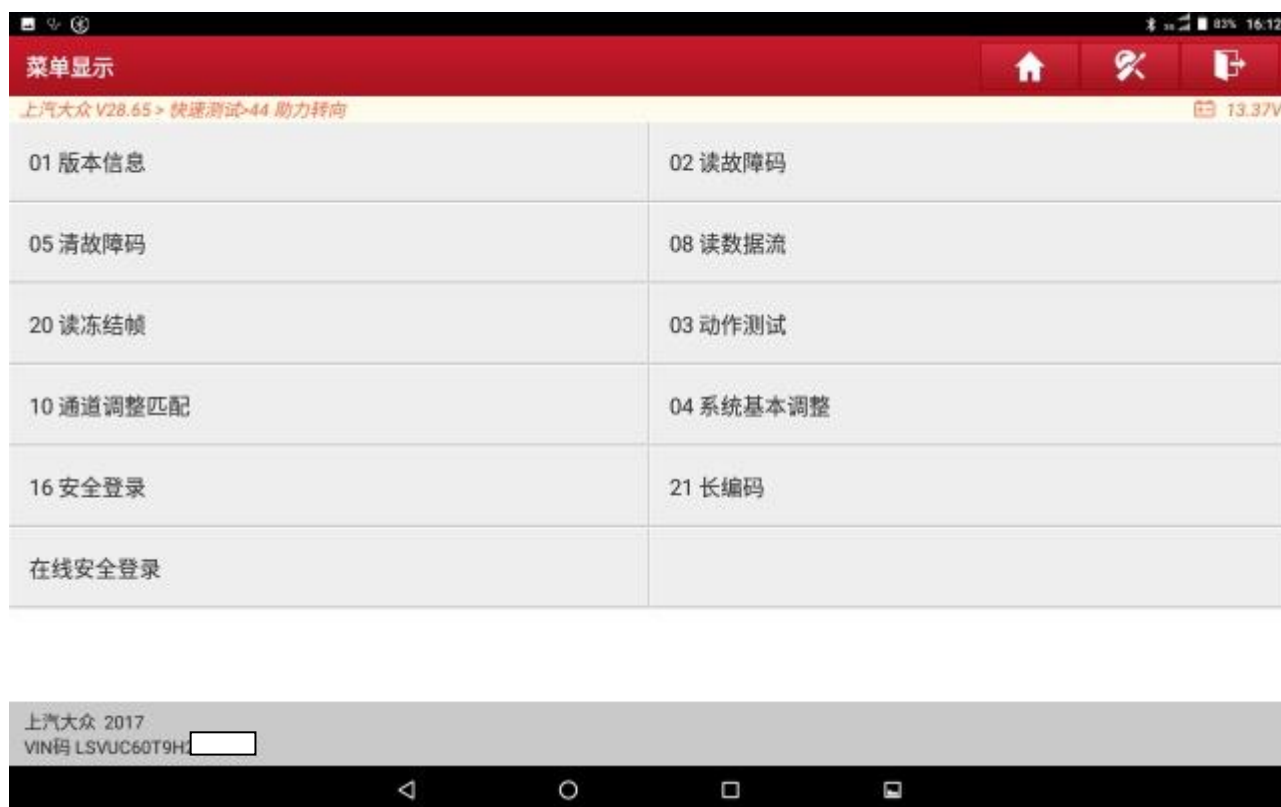 83% 16:12
菜单显示
上汽大众 V28.65 > 快速测试>44 助力转向
13.37V
01 版本信息
02 读故障码
05 清故障码
08 读数据流
20 读冻结帧
03 动作测试
10 通道调整匹配
04 系统基本调整
16 安全登录
21 长编码
在线安全登录
上汽大众 2017
VIN码 LSVUC60T9H